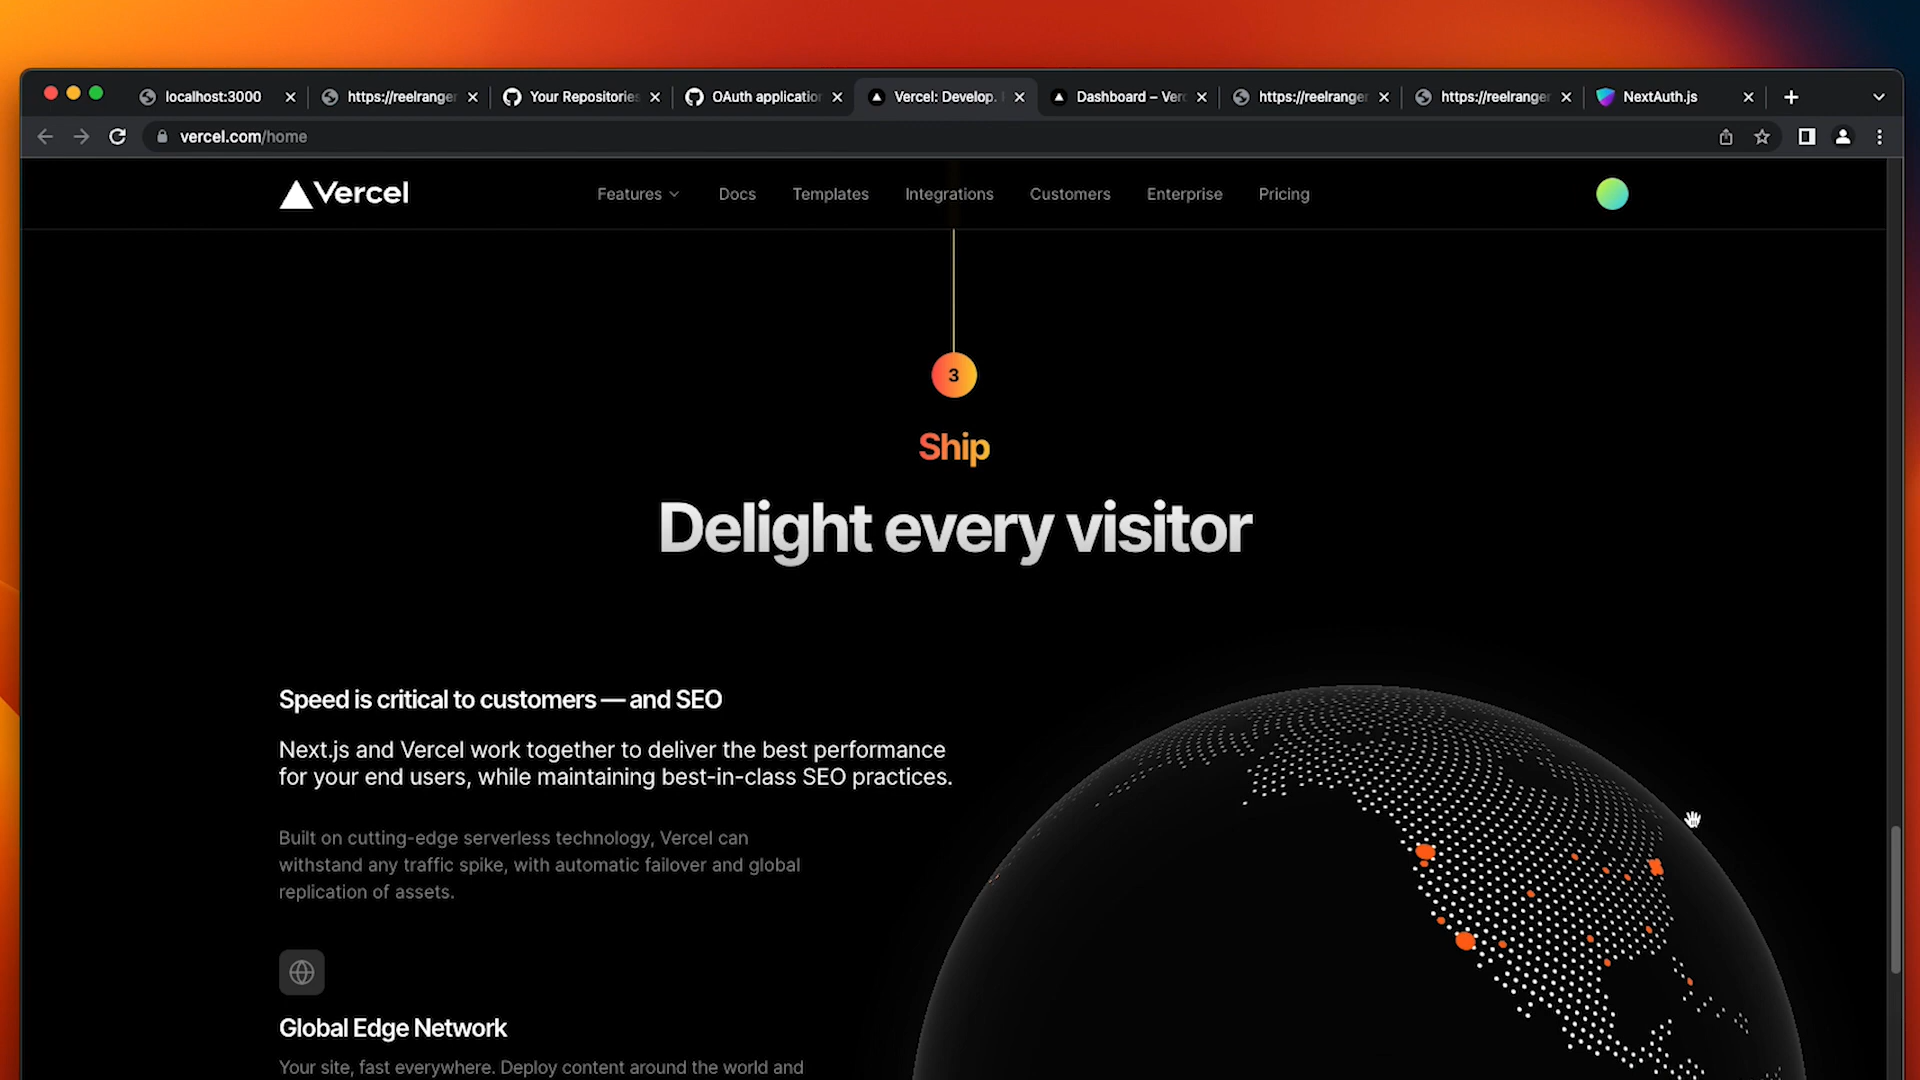 localhost:3000
https://reelranger
Your Repositories
OAuth applicatio
Vercel: Develop.
Dashboard – Verc
https://reelranger
https://reelranger
NextAuth.js
vercel.com/home
Vercel
Features
Docs
Templates
Integrations
Customers
Enterprise
Pricing
3
Ship
Delight every visitor
Speed is critical to customers — and SEO
Next.js and Vercel work together to deliver the best performance
for your end users, while maintaining best-in-class SEO practices.
Built on cutting-edge serverless technology, Vercel can
withstand any traffic spike, with automatic failover and global
replication of assets.
Global Edge Network
Your site, fast everywhere. Deploy content around the world and